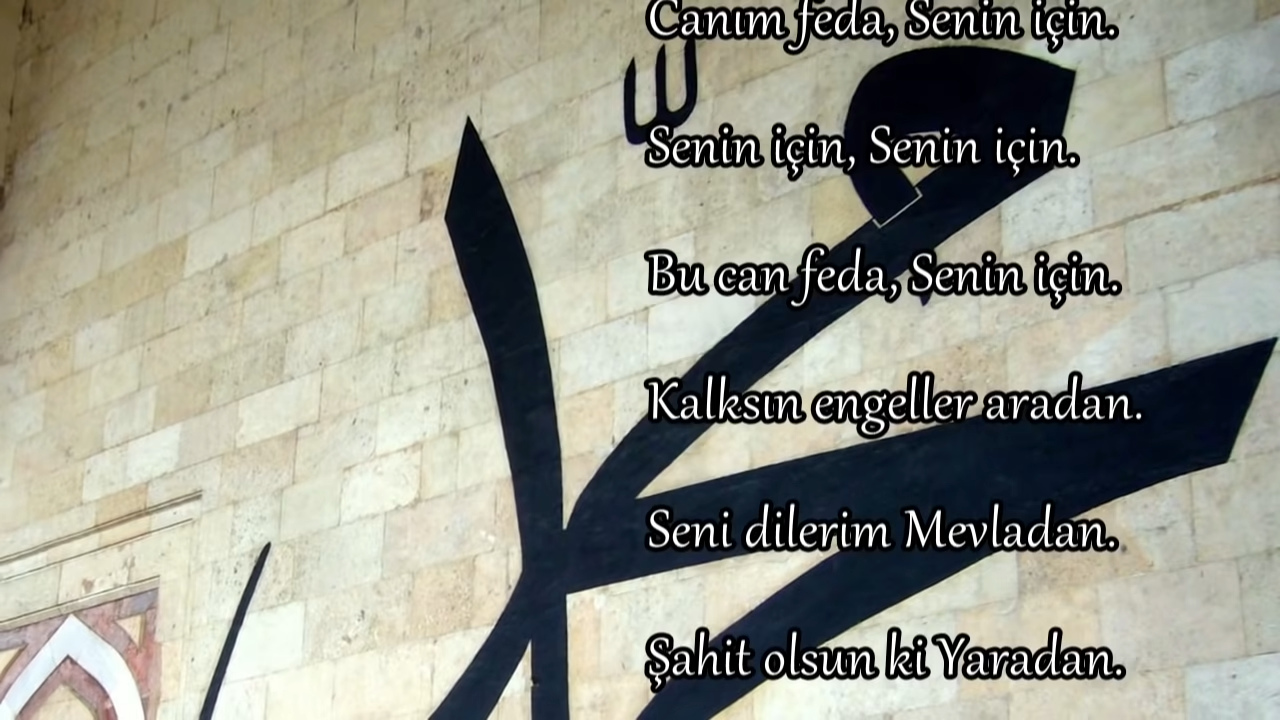 Canım feda, Senin için.
Senin için, Senin için.
Bu can feda, Senin için.
Kalksın engeller aradan.
Seni dilerim Mevladan.
Şahit olsun ki Yaradan.